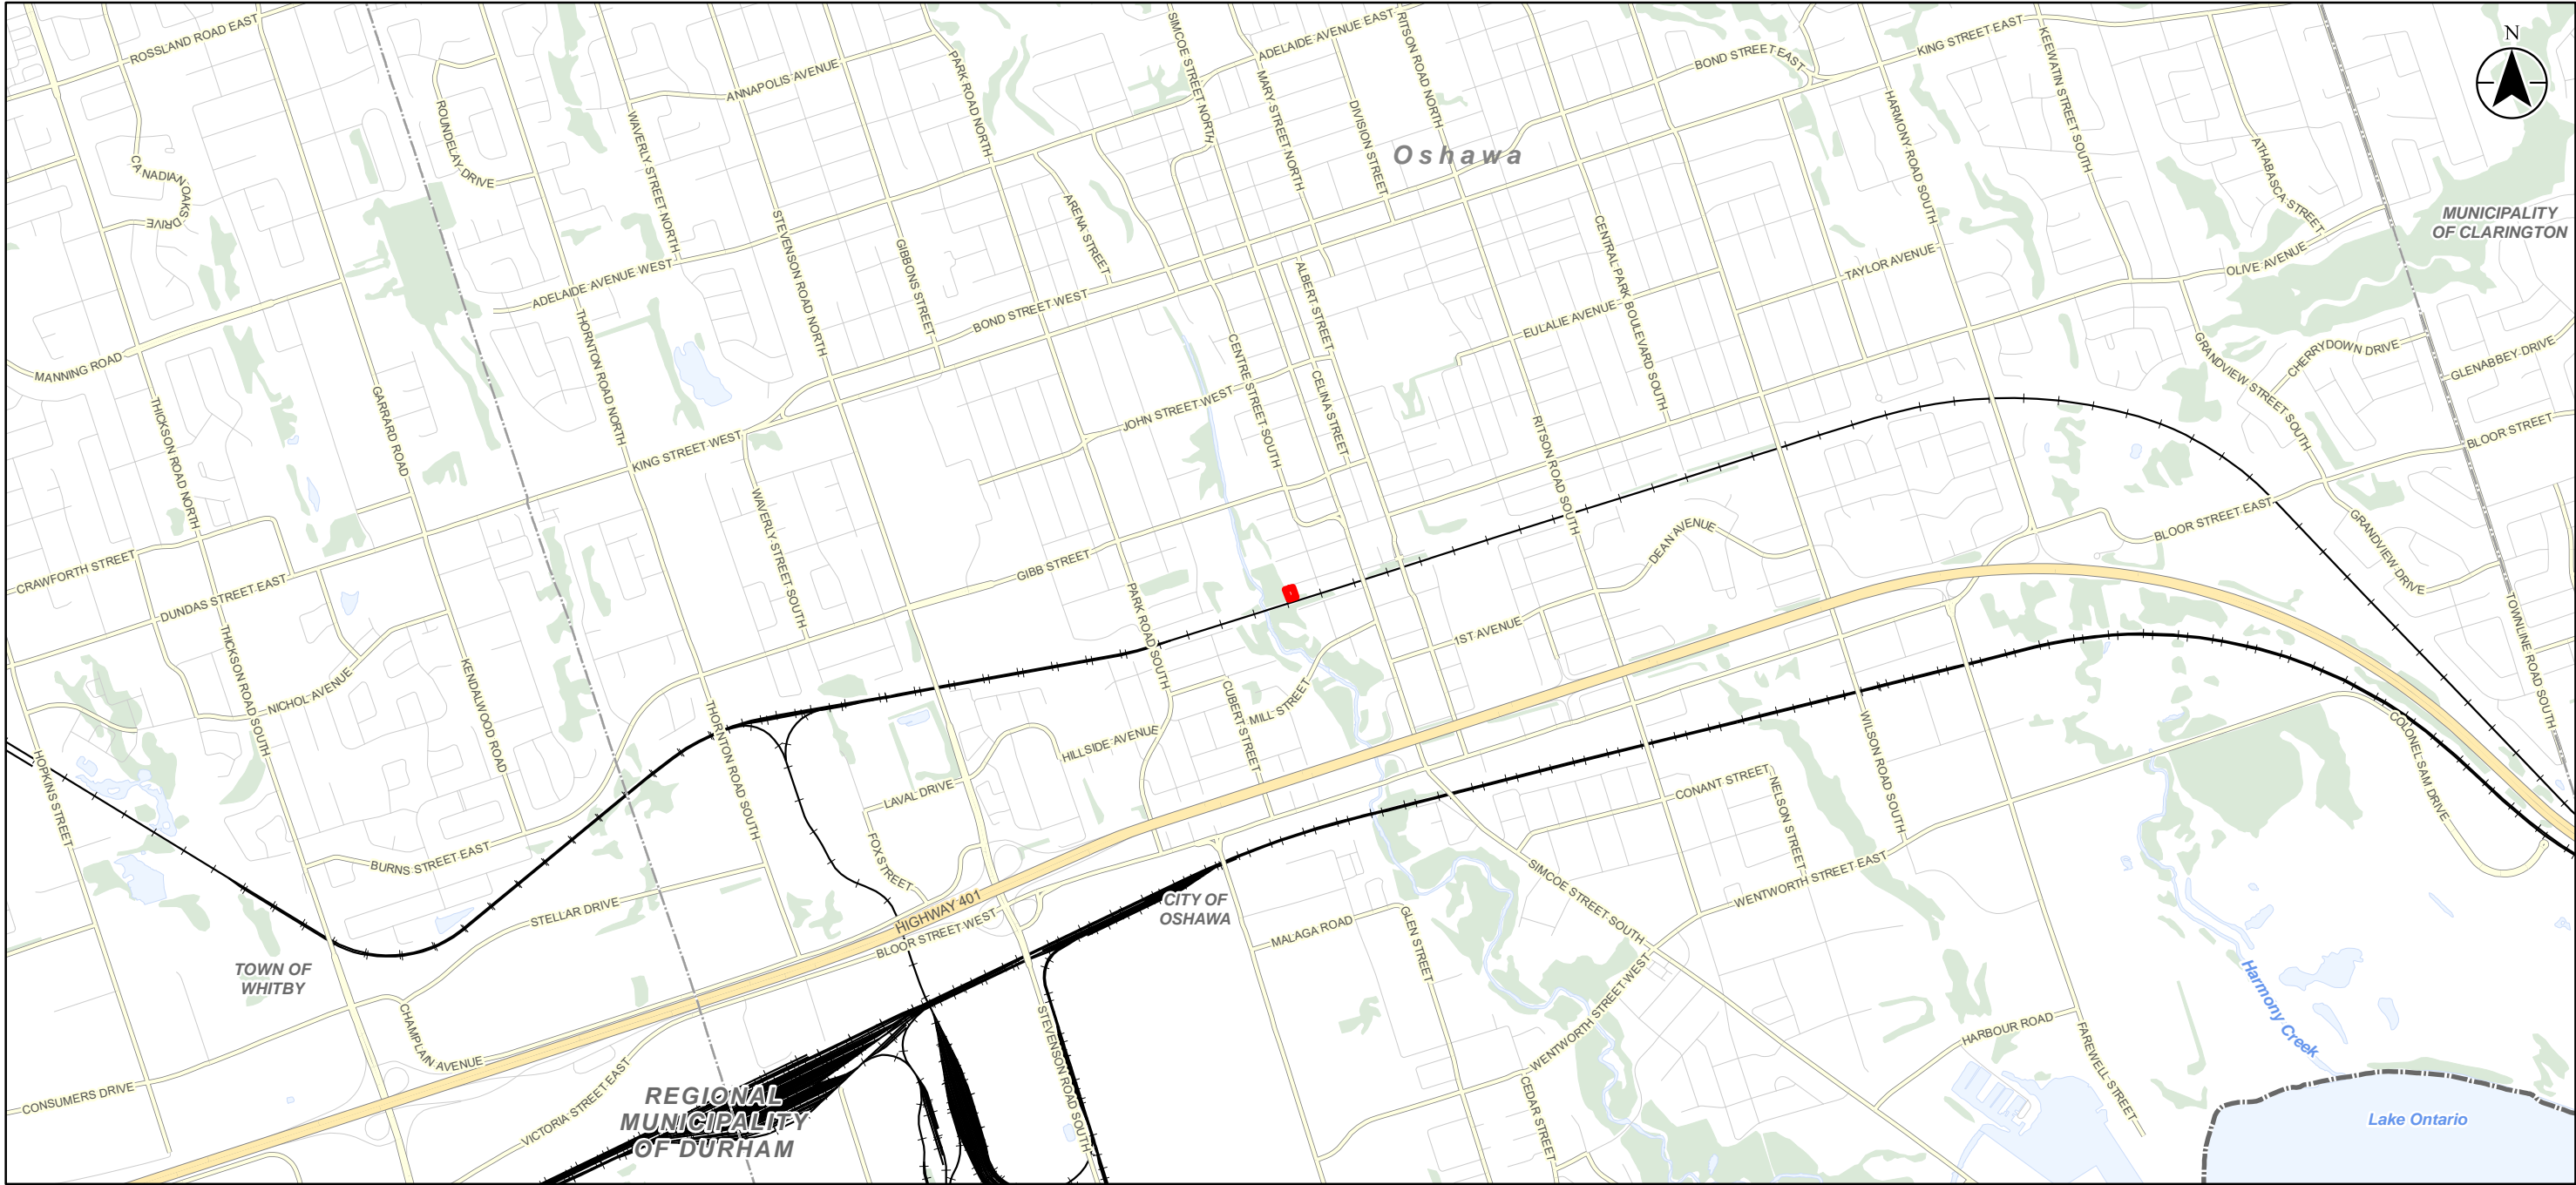 ROSSLAND ROAD EAST
ANNAPOLIS AVENUE
PARK ROAD NORTH
SIMCOE STREET NORTH
ADELAIDE AVENUE EAST
MARY STREET NORTH
RITSON ROAD NORTH
DIVISION STREET
BOND STREET EAST
KING STREET EAST
KEEWATIN STREET SOUTH
N
ROUNDELAY DRIVE
WAVERLY STREET NORTH
HARMONY ROAD SOUTH
ATHABASCA STREET
Oshawa
CANADIAN OAKS DRIVE
MUNICIPALITY
OF CLARINGTON
STEVENSON ROAD NORTH
GIBBONS STREET
ARENA STREET
ADELAIDE AVENUE WEST
CENTRAL PARK BOULEVARD SOUTH
TAYLOR AVENUE
OLIVE AVENUE
ALBERT STREET
BOND STREET WEST
EULALIE AVENUE
THORNTON ROAD NORTH
CENTRE STREET SOUTH
MANNING ROAD
GARRARD ROAD
CELINA STREET
GRANDVIEW STREET SOUTH
CHERRYDOWN DRIVE
GLENABBEY DRIVE
THICKSON ROAD NORTH
JOHN STREET WEST
KING STREET WEST
RITSON ROAD SOUTH
BLOOR STREET
WAVERLY STREET SOUTH
DEAN AVENUE
BLOOR STREET EAST
GRANDVIEW DRIVE
CRAWFORTH STREET
GIBB STREET
DUNDAS STREET EAST
PARK ROAD SOUTH
1ST AVENUE
TOWNLINE ROAD SOUTH
THICKSON ROAD SOUTH
KENDALWOOD ROAD
NICHOL AVENUE
THORNTON ROAD SOUTH
CUBERT STREET
MILL STREET
HILLSIDE AVENUE
WILSON ROAD SOUTH
COLONEL SAM DRIVE
HOPKINS STREET
LAVAL DRIVE
CONANT STREET
NELSON STREET
FOX STREET
BURNS STREET EAST
SIMCOE STREET SOUTH
WENTWORTH STREET EAST
STELLAR DRIVE
HIGHWAY 401
BLOOR STREET WEST
CITY OF
OSHAWA
MALAGA ROAD
GLEN STREET
TOWN OF
WHITBY
WENTWORTH STREET WEST
Harmony Creek
CHAMPLAIN AVENUE
STEVENSON ROAD SOUTH
HARBOUR ROAD
FAREWELL STREET
CONSUMERS DRIVE
VICTORIA STREET EAST
REGIONAL
MUNICIPALITY
OF DURHAM
CEDAR STREET
Lake Ontario